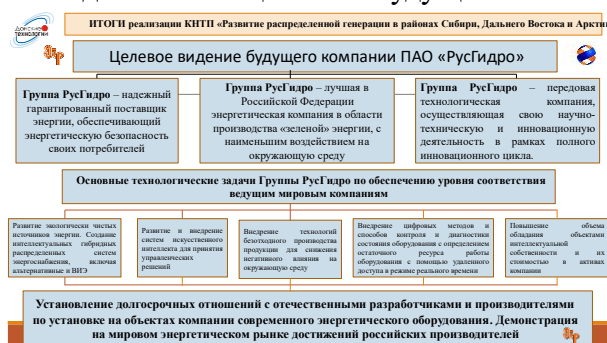 ИТОГИ реализации КНТП «Развитие распределенной генерации в районах Сибири, Дальнего Востока и
Целевое видение будущего компании ПАО «РусГидро»
Группа РусГидро – надежный
гарантированный поставщик
энергии, обеспечивающий
энергетическую безопасность
своих потребителей
Группа РусГидро – лучшая в
Российской Федерации
энергетическая компания в области
производства «зеленой» энергии, с
наименьшим воздействием на
окружающую среду
Группа РусГидро – передовая
технологическая компания,
осуществляющая свою научно-
техническую и инновационную
деятельность в рамках полного
инновационного цикла.
Основные технологические задачи Группы РусГидро по обеспечению уровня соответствия
ведущим мировым компаниям
Развитие экологически чистых
источников энергии. Создание
интеллектуальных гибридных
распределенных систем
энергоснабжения, включая
альтернативные и ВИЭ
Развитие и внедрение
систем искусственного
интеллекта для принятия
управленческих
решений
Внедрение технологий
безотходного производства
продукции для снижения
негативного влияния на
окружающую среду
Внедрение цифровых методов и
способов контроля и диагностики
состояния оборудования с определением
остаточного ресурса работы
оборудования с помощью удаленного
доступа в режиме реального времени
Повышение объема
обладания объектами
интеллектуальной
собственности и их
стоимостью в активах
компании
Установление долгосрочных отношений с отечественными разработчиками и производителями
по установке на объектах компании современного энергетического оборудования. Демонстрация
на мировом энергетическом рынке достижений российских производителей